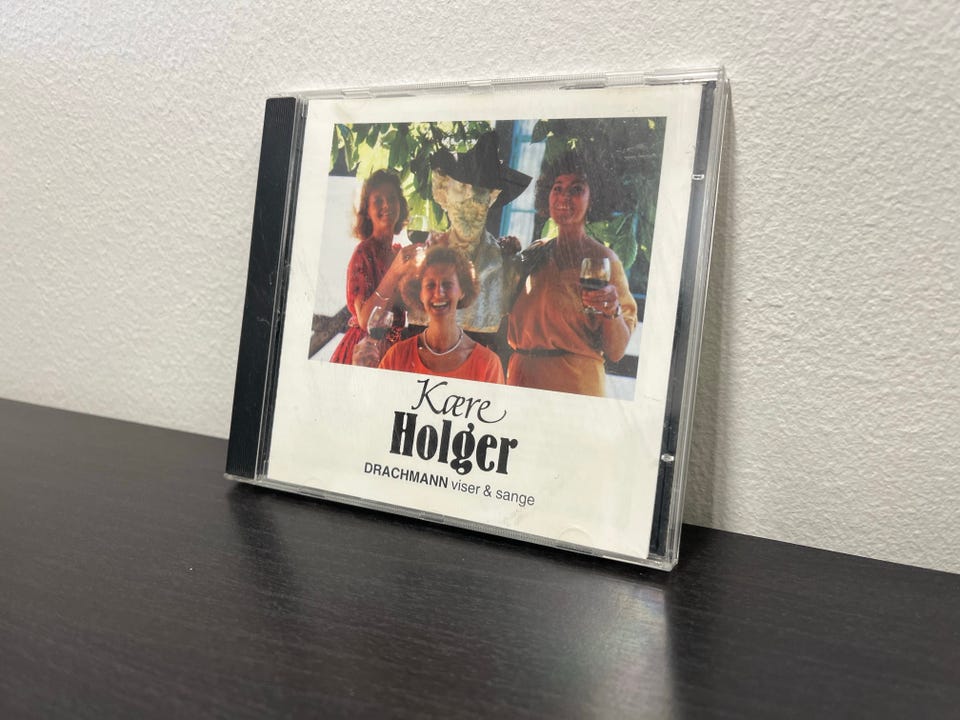 Kære
Holger
DRACHMANN viser & sange